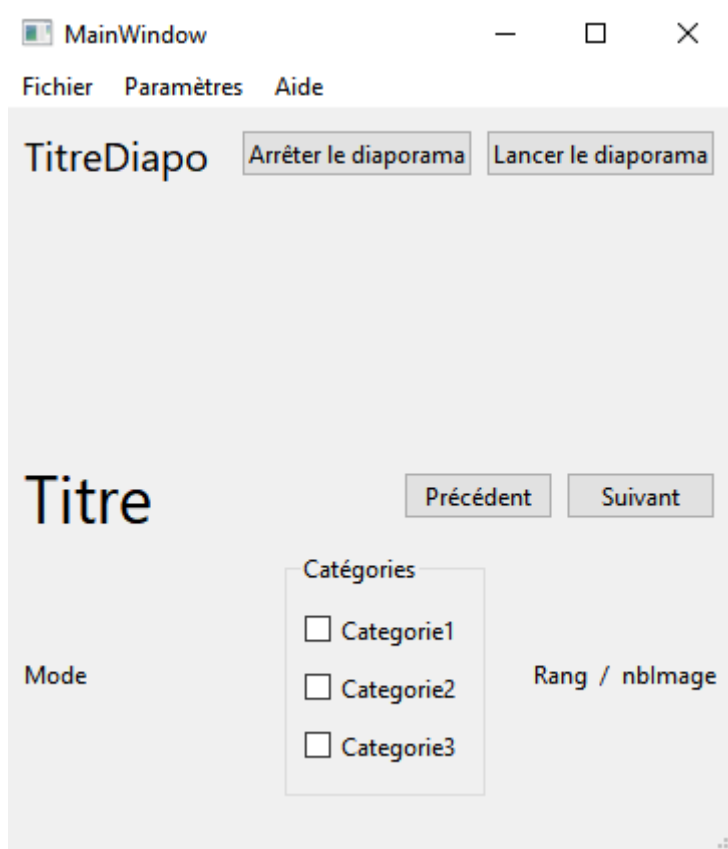 MainWindow
Fichier Paramètres Aide
TitreDiapo Arrêter le diaporama Lancer le diaporama
Titre Précédent Suivant
Catégories
Categorie1
Mode Categorie2 Rang / nbImage
Categorie3